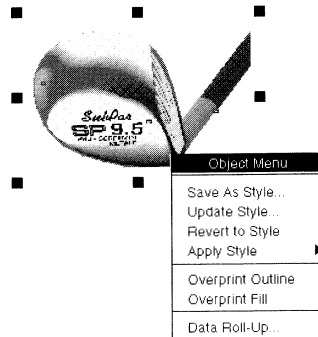 SubPar
SP 9.5°
Object Menu
Save As Style...
Update Style...
Revert to Style
Apply Style
Overprint Outline
Overprint Fill
Data Roll-Up...